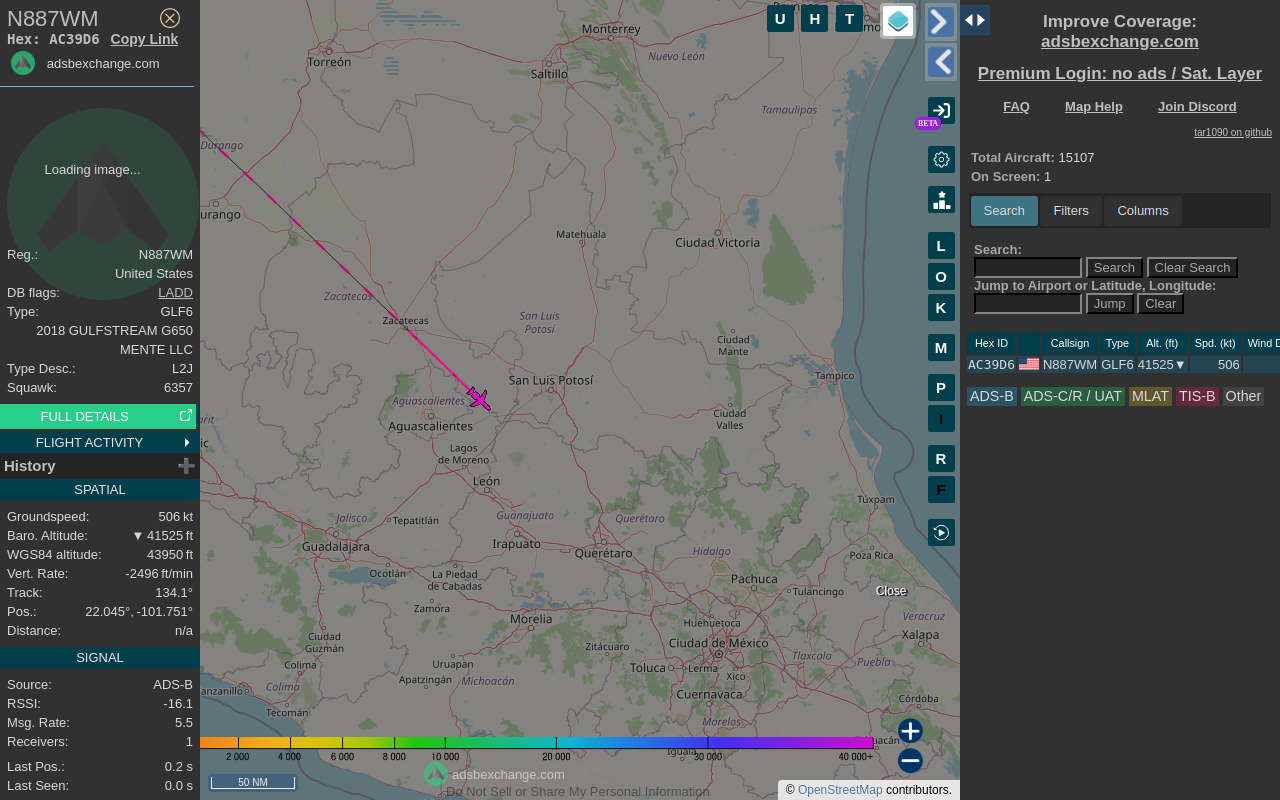 N887WM
Hex: AC39D6 Copy Link
adsbexchange.com
Loading image...
Reg.: N887WM
United States
DB flags: LADD
Type: GLF6
2018 GULFSTREAM G650
MENTE LLC
Type Desc.: L2J
Squawk: 6357
FULL DETAILS
FLIGHT ACTIVITY
History
SPATIAL
Groundspeed: 506 kt
Baro. Altitude: ▼ 41525 ft
WGS84 altitude: 43950 ft
Vert. Rate: -2496 ft/min
Track: 134.1°
Pos.: 22.045°, -101.751°
Distance: n/a
SIGNAL
Source: ADS-B
RSSI: -16.1
Msg. Rate: 5.5
Receivers: 1
Last Pos.: 0.2 s
Last Seen: 0.0 s
U H T
Monterrey
Torreón
Saltillo
Nuevo León
Tamaulipas
Durango
urango
Matehuala
Ciudad Victoria
Zacatecas
Zacatecas
San Luis
Potosí
Ciudad
Mante
San Luis Potosí
Tampico
Aguascalientes
Aguascalientes
Ciudad
Valles
arit
ic
Lagos
de Moreno
León
Túxpam
Jalisco
Tepatitlán
Guanajuato
Querétaro
Guadalajara
Irapuato
Querétaro
Hidalgo
Poza Rica
Ocotlán
La Piedad
de Cabadas
Pachuca
Tulancingo
Close
Zamora
Morelia
Huehuetoca
Veracruz
Xalapa
Ciudad
Guzmán
Zitácuaro
Ciudad de México
Tlaxcala
Puebla
Colima
Uruapan
Toluca
Lerma
Xico
Apatzingán
Michoacán
Colima
anzanillo
Cuernavaca
Córdoba
Tecomán
Morelos
Iguala
huacán
2 000 4 000 6 000 8 000 10 000 20 000 30 000 40 000+
50 NM
adsbexchange.com
Do Not Sell or Share My Personal Information
© OpenStreetMap contributors.
BETA
L
O
K
M
P
I
R
F
Improve Coverage:
adsbexchange.com
Premium Login: no ads / Sat. Layer
FAQ Map Help Join Discord
tar1090 on github
Total Aircraft: 15107
On Screen: 1
Search Filters Columns
Search:
Search Clear Search
Jump to Airport or Latitude, Longitude:
Jump Clear
Hex ID Callsign Type Alt. (ft) Spd. (kt) Wind D
AC39D6 N887WM GLF6 41525▼ 506
ADS-B ADS-C/R / UAT MLAT TIS-B Other